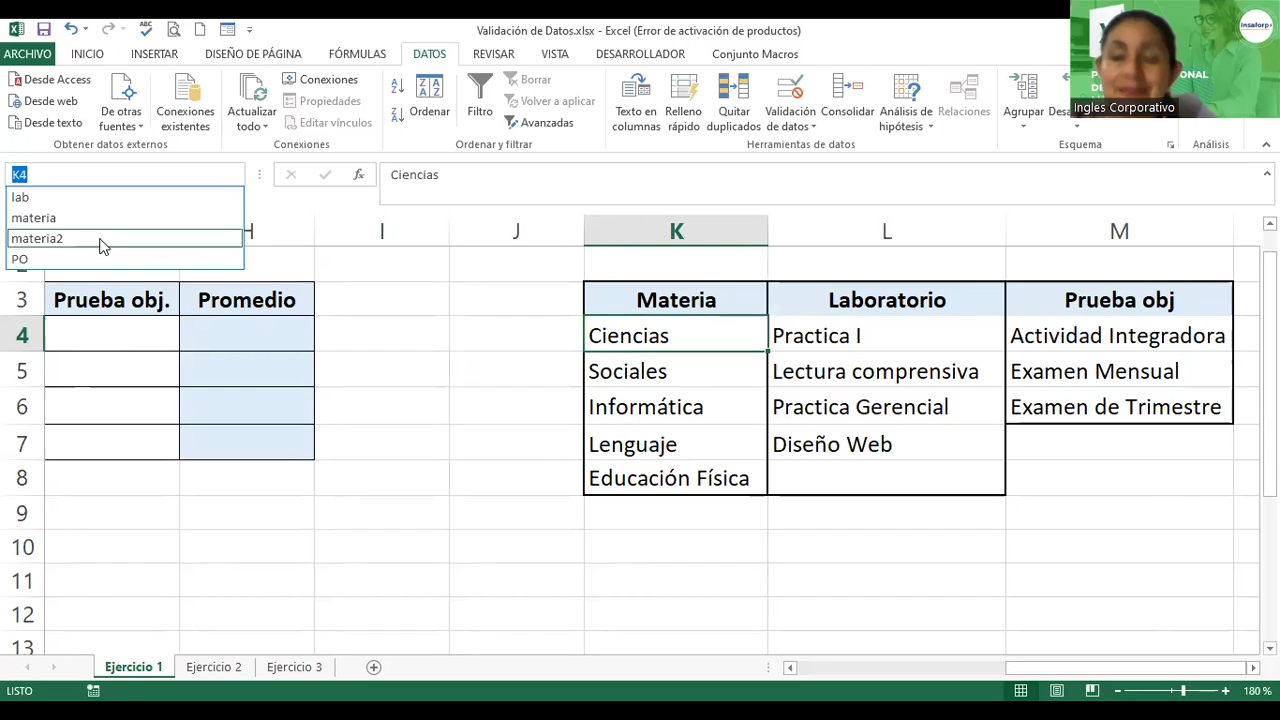 Validación de Datos.xlsx - Excel (Error de activación de productos)
ARCHIVO INICIO INSERTAR DISEÑO DE PÁGINA FÓRMULAS DATOS REVISAR VISTA DESARROLLADOR Conjunto Macros
Desde Access
Desde web
Desde texto
De otras
fuentes
Conexiones
existentes
Obtener datos externos
Actualizar
todo
Conexiones
Propiedades
Editar vínculos
Conexiones
Ordenar
Filtro
Borrar
Volver a aplicar
Avanzadas
Ordenar y filtrar
Texto en
columnas
Relleno
rápido
Quitar
duplicados
Validación
de datos
Consolidar
Análisis de
hipótesis
Relaciones
Herramientas de datos
Agrupar
Esquema
Análisis
Insaforp
Ingles Corporativo
K4
fx
Ciencias
lab
materia
materia2
PO
H I J K L M
3 Prueba obj. Promedio Materia Laboratorio Prueba obj
4 Ciencias Practica I Actividad Integradora
5 Sociales Lectura comprensiva Examen Mensual
6 Informática Practica Gerencial Examen de Trimestre
7 Lenguaje Diseño Web
8 Educación Física
9
10
11
12
13
Ejercicio 1 Ejercicio 2 Ejercicio 3
LISTO
180 %